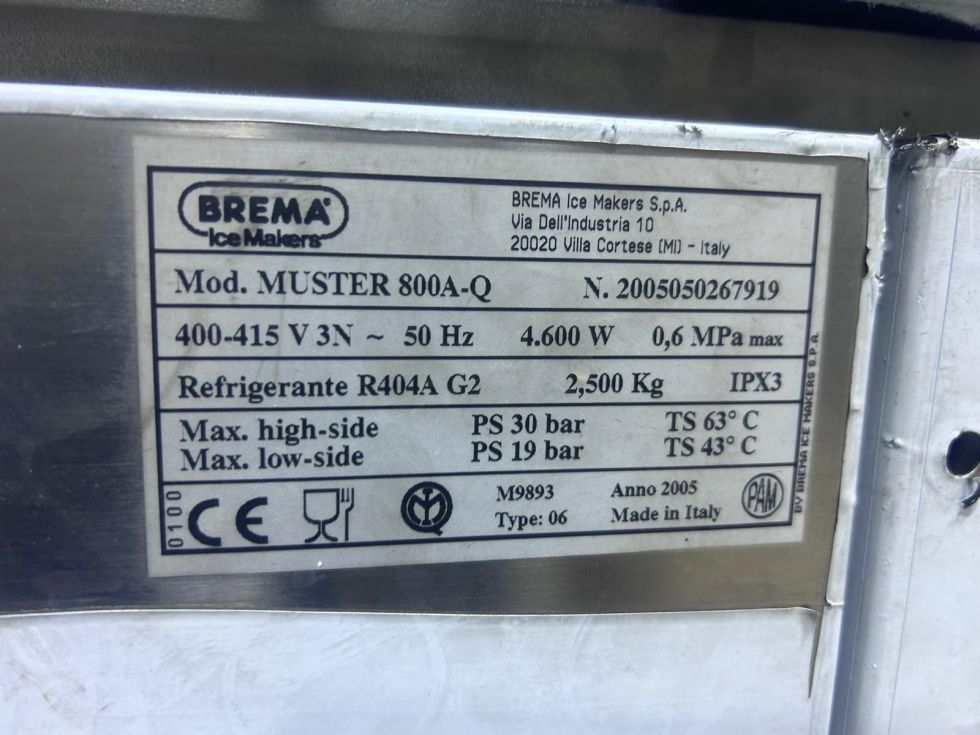 BREMA
Ice Makers
BREMA Ice Makers S.p.A.
Via Dell'Industria 10
20020 Villa Cortese (MI) - Italy
Mod. MUSTER 800A-Q N. 2005050267919
400-415 V 3N ~ 50 Hz 4.600 W 0,6 MPa max
Refrigerante R404A G2 2,500 Kg IPX3
Max. high-side PS 30 bar TS 63° C
Max. low-side PS 19 bar TS 43° C
0100
CE
M9893 Anno 2005
Type: 06 Made in Italy
PAM
BY BREMA ICE MAKERS S.P.A.